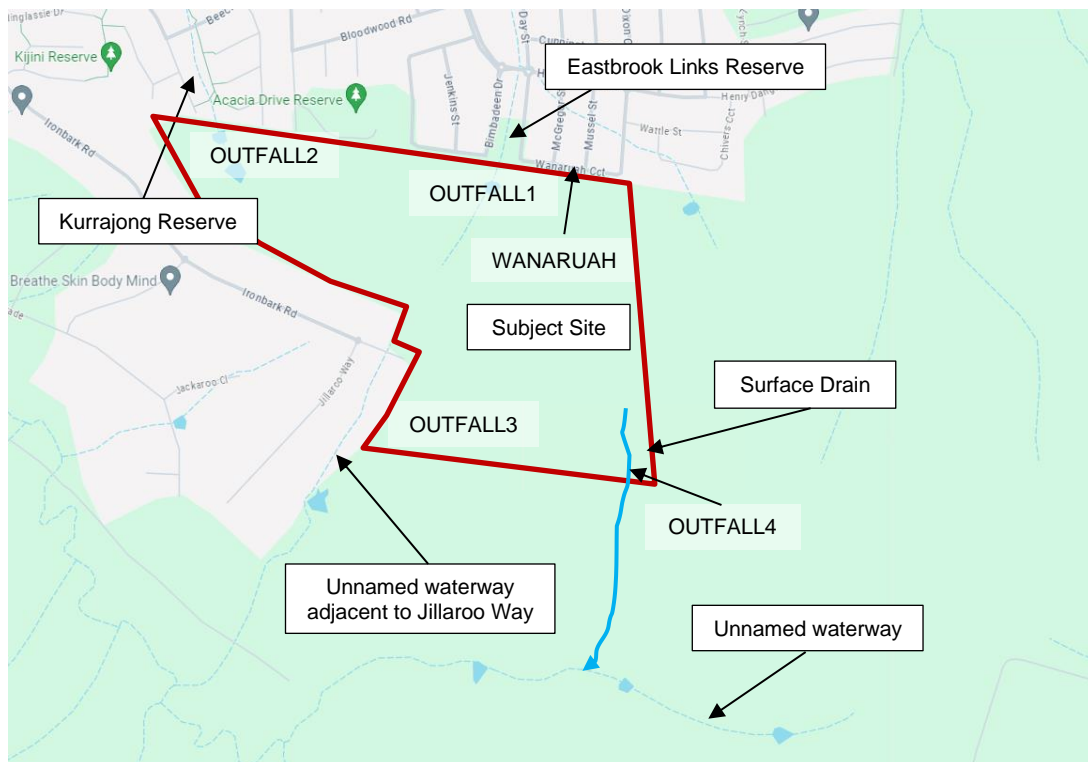 Kijini Reserve
Bloodwood Rd
Day St
Eastbrook Links Reserve
Acacia Drive Reserve
Jenkins St
Bimbadeen Dr
McGregor St
Mussel St
Henry Dang
Wattle St
Chivers Cct
Ironbark Rd
OUTFALL2
Wanaruah Cct
OUTFALL1
Kurrajong Reserve
WANARUAH
Breathe Skin Body Mind
Ironbark Rd
Subject Site
Jackaroo Cl
Jillaroo Way
Surface Drain
OUTFALL3
OUTFALL4
Unnamed waterway
adjacent to Jillaroo Way
Unnamed waterway